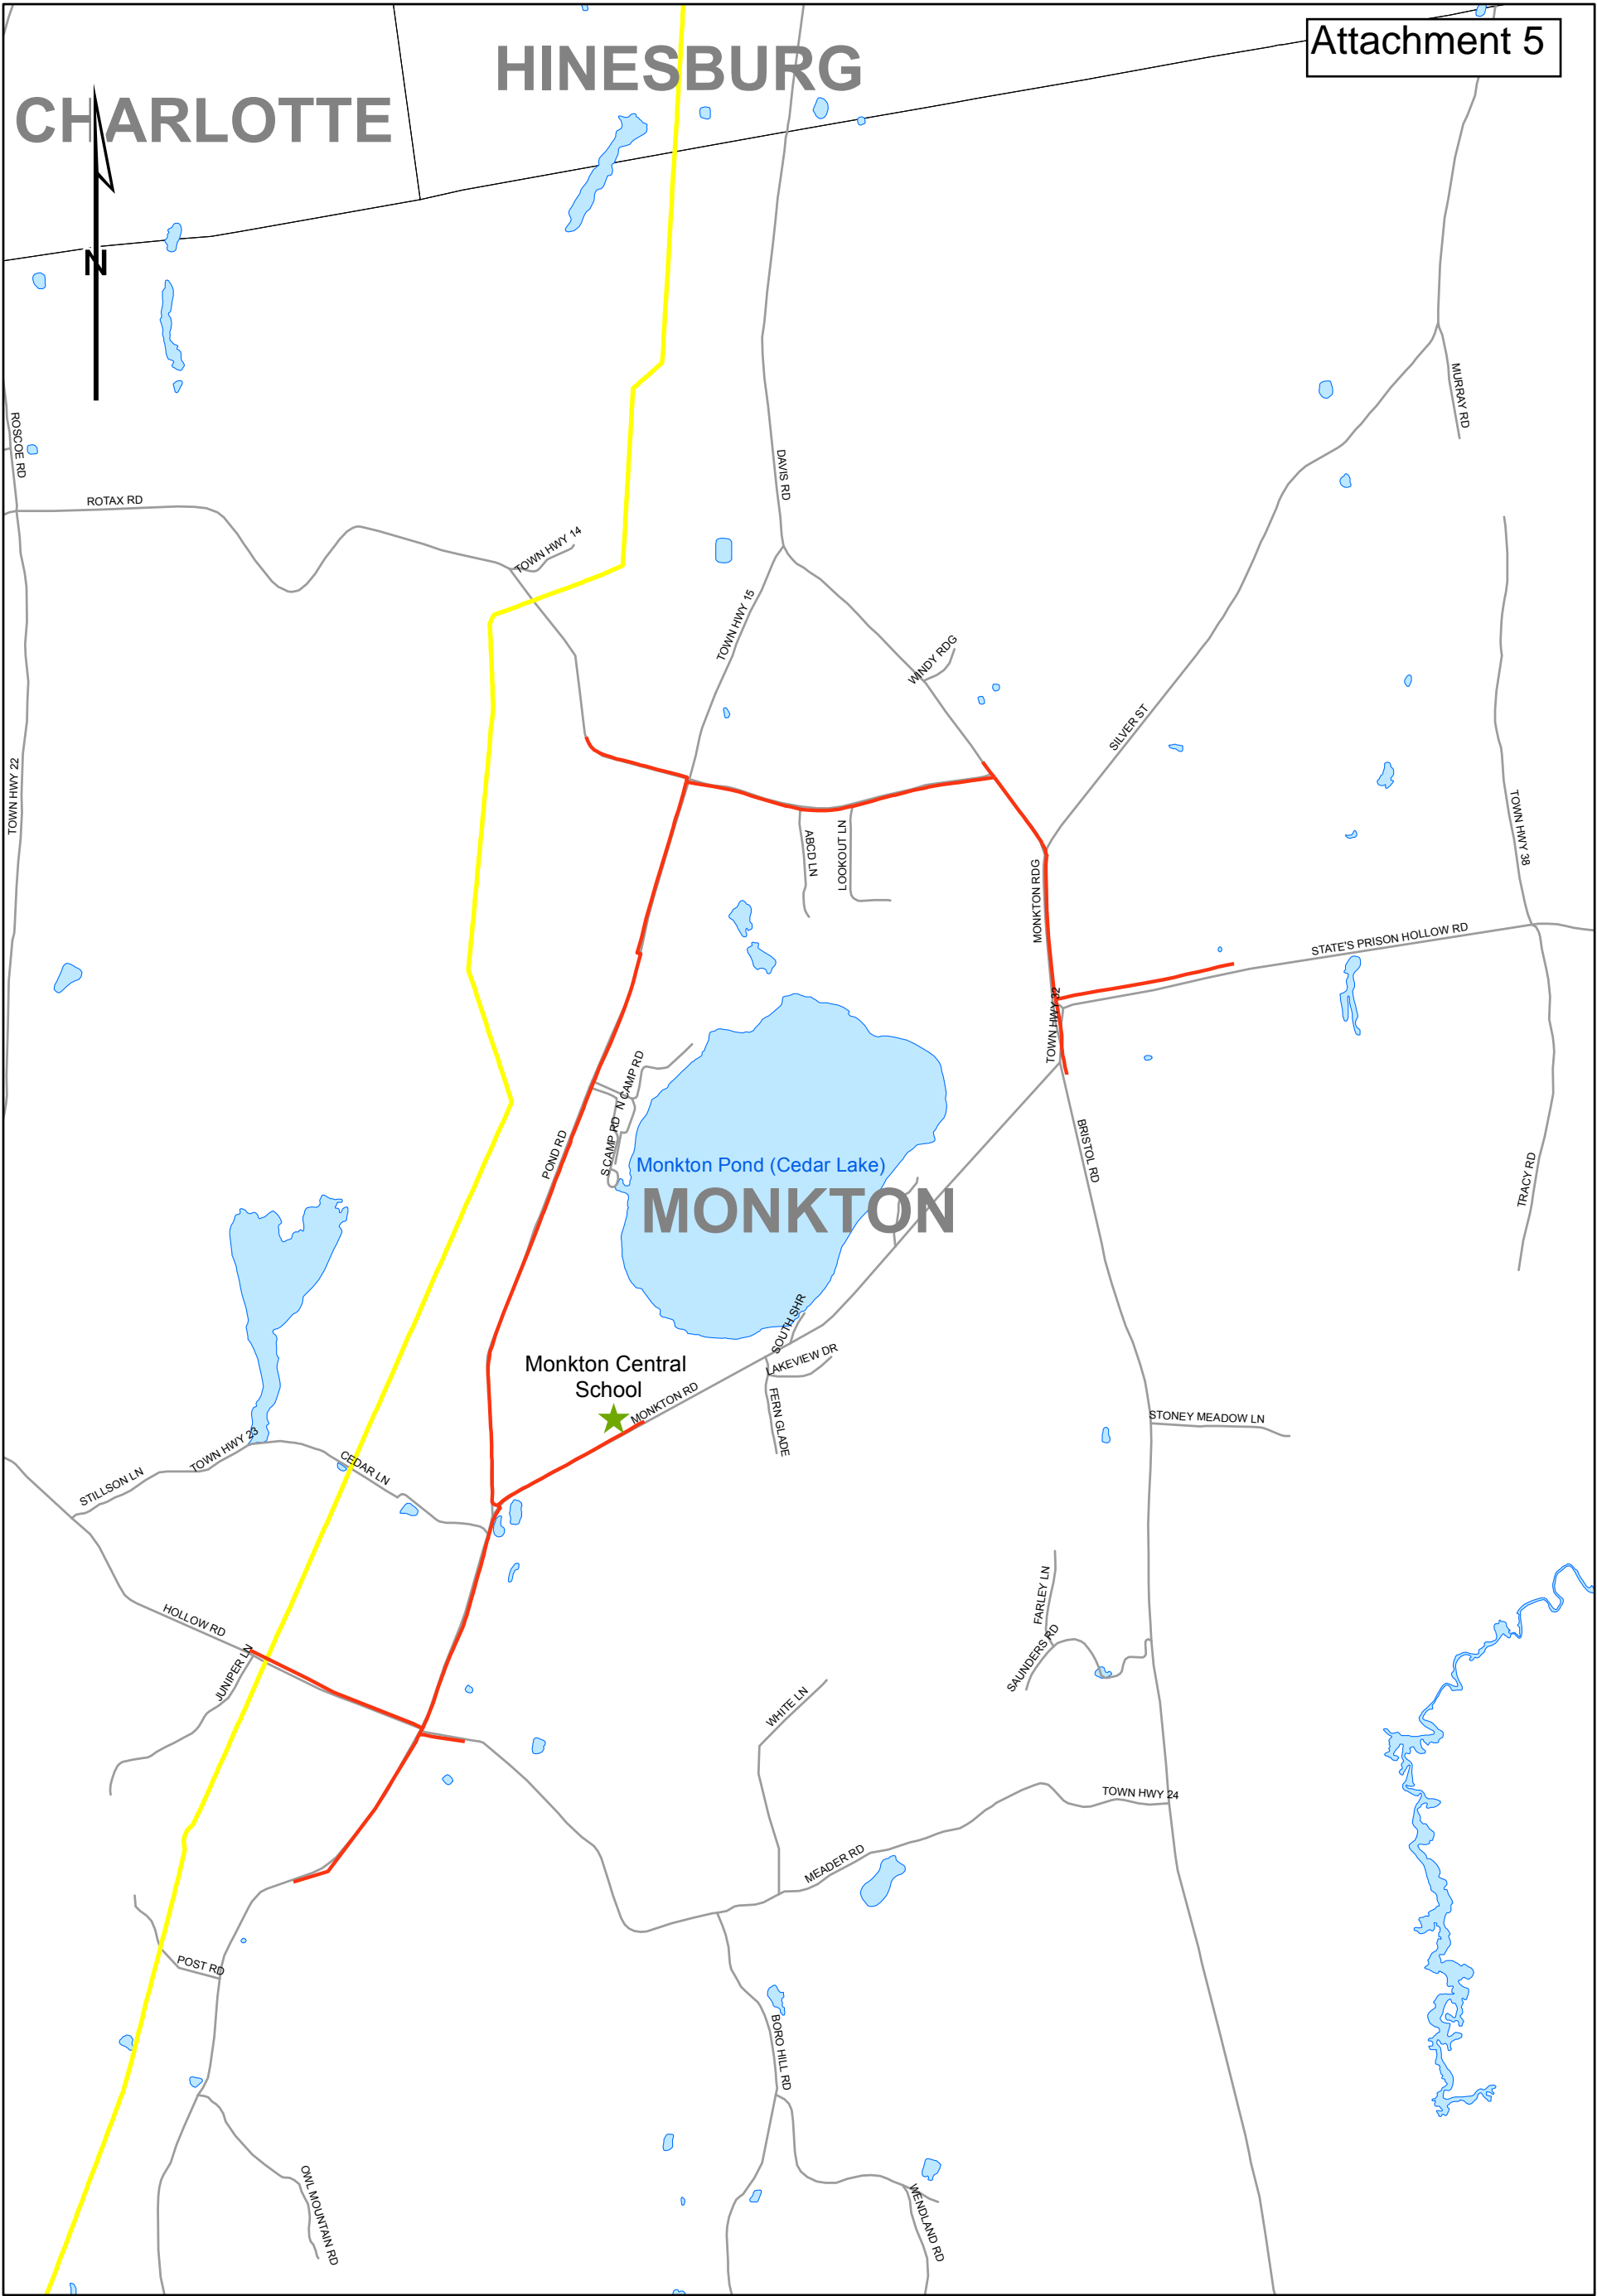 Attachment 5
HINESBURG
CHARLOTTE
N
MURRAY RD
ROSCOE RD
DAVIS RD
ROTAX RD
TOWN HWY 14
TOWN HWY 15
WINDY RDG
SILVER ST
TOWN HWY 22
TOWN HWY 38
ABCD LN
LOOKOUT LN
MONKTON RDG
STATE'S PRISON HOLLOW RD
TOWN HWY 32
N CAMP RD
S CAMP RD
POND RD
BRISTOL RD
TRACY RD
Monkton Pond (Cedar Lake)
MONKTON
SOUTH SHR
LAKEVIEW DR
Monkton Central
School
MONKTON RD
FERN GLADE
STONEY MEADOW LN
TOWN HWY 23
CEDAR LN
STILLSON LN
HOLLOW RD
JUNIPER LN
FARLEY LN
SAUNDERS RD
WHITE LN
TOWN HWY 24
MEADER RD
POST RD
BORO HILL RD
OWL MOUNTAIN RD
WENDLAND RD